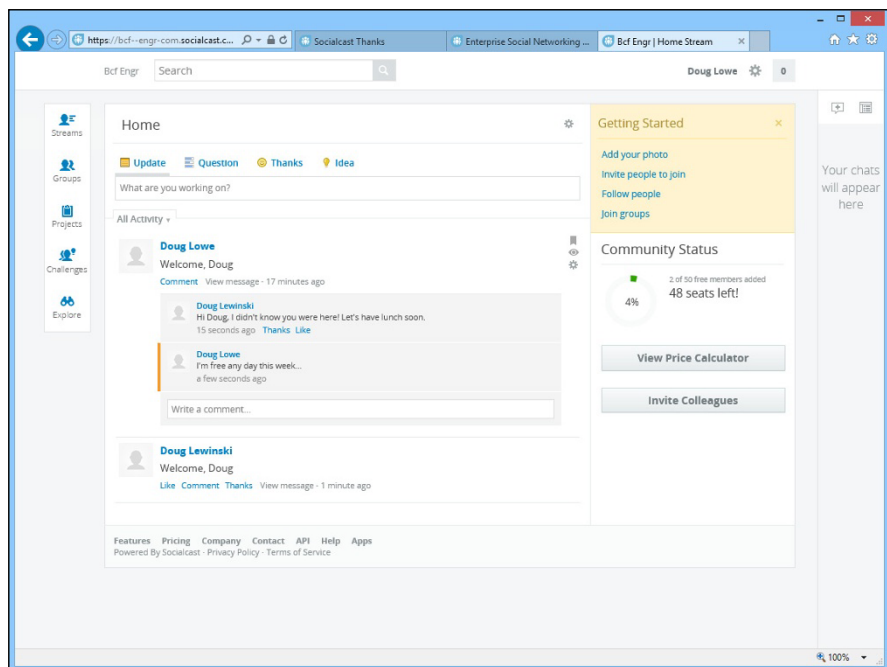 https://bcf--engr-com.socialcast.c...
Socialcast Thanks
Enterprise Social Networking ...
Bcf Engr | Home Stream
Bcf Engr
Search
Doug Lowe
0
Streams
Groups
Projects
Challenges
Explore
Home
Update Question Thanks Idea
What are you working on?
All Activity
Doug Lowe
Welcome, Doug
Comment View message - 17 minutes ago
Doug Lewinski
Hi Doug, I didn't know you were here! Let's have lunch soon.
15 seconds ago Thanks Like
Doug Lowe
I'm free any day this week...
a few seconds ago
Write a comment...
Doug Lewinski
Welcome, Doug
Like Comment Thanks View message - 1 minute ago
Getting Started
Add your photo
Invite people to join
Follow people
Join groups
Community Status
4%
2 of 50 free members added
48 seats left!
View Price Calculator
Invite Colleagues
Your chats
will appear
here
Features Pricing Company Contact API Help Apps
Powered By Socialcast · Privacy Policy · Terms of Service
100%